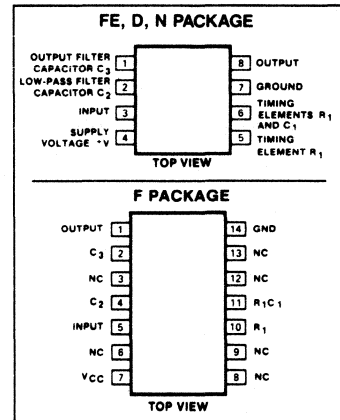 FE, D, N PACKAGE
OUTPUT FILTER
CAPACITOR C3 1
LOW-PASS FILTER
CAPACITOR C2 2
INPUT 3
SUPPLY
VOLTAGE +V 4
8 OUTPUT
7 GROUND
6 TIMING
ELEMENTS R1
AND C1
5 TIMING
ELEMENT R1
TOP VIEW
F PACKAGE
OUTPUT 1
C3 2
NC 3
C2 4
INPUT 5
NC 6
VCC 7
14 GND
13 NC
12 NC
11 R1C1
10 R1
9 NC
8 NC
TOP VIEW